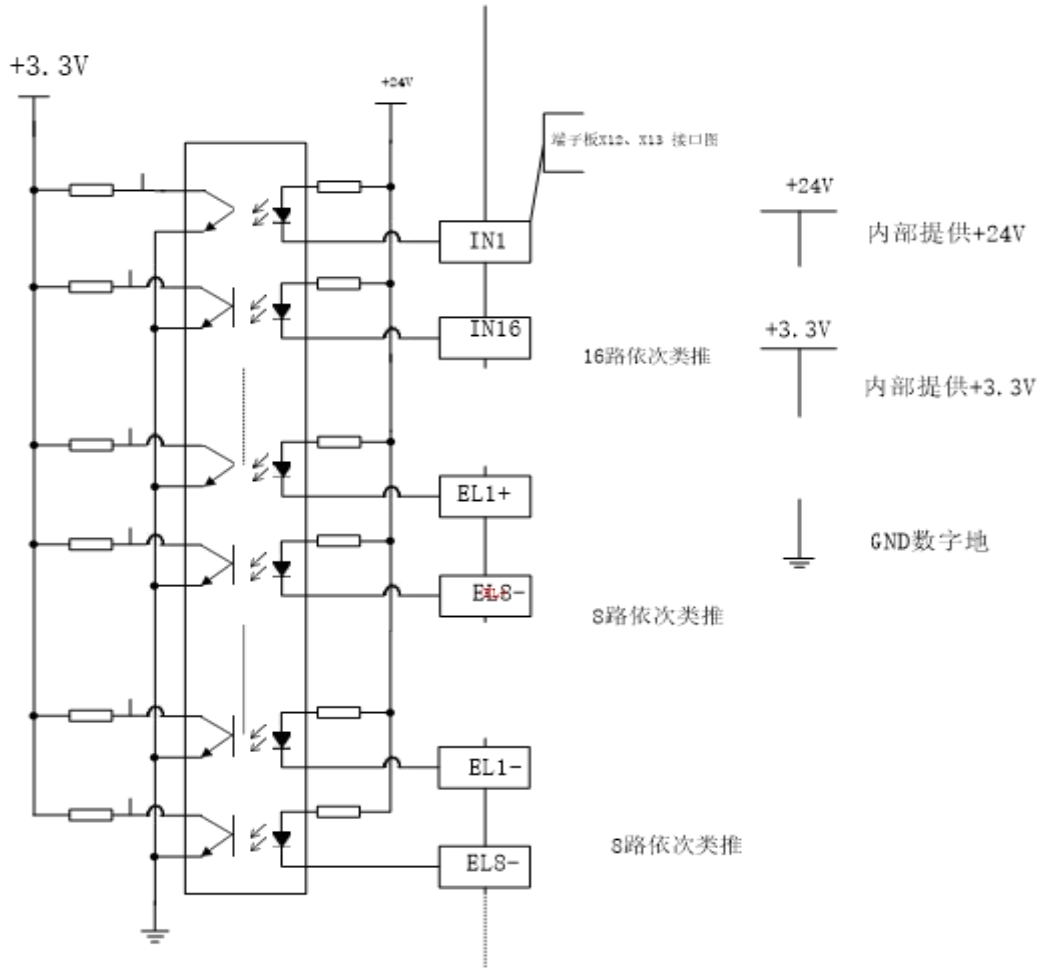 +3.3V
+24V
端子板X12、X13 接口图
IN1
IN16
16路依次类推
EL1+
8路依次类推
EL1-
EL8-
8路依次类推
+24V
内部提供+24V
+3.3V
内部提供+3.3V
GND数字地